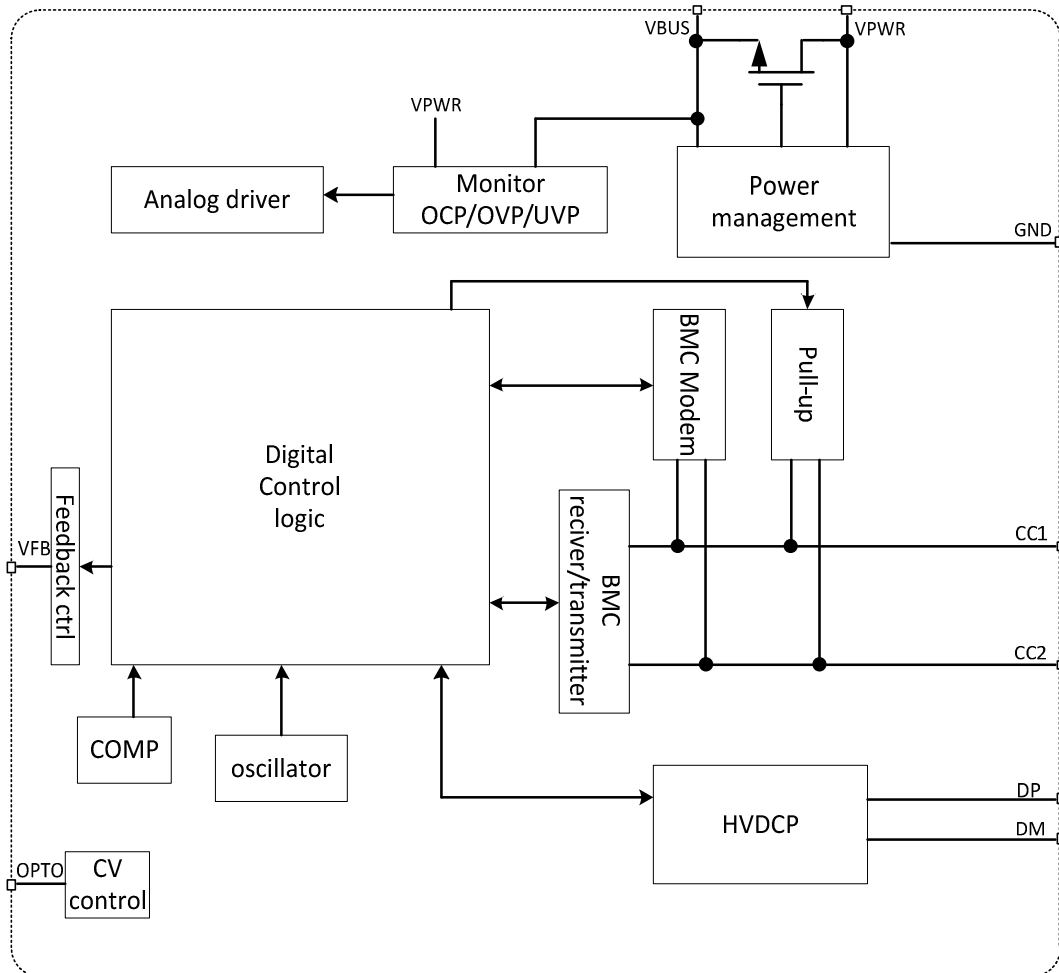 VBUS
VPWR
VPWR
Analog driver
Monitor
OCP/OVP/UVP
Power
management
GND
BMC Modem
Pull-up
Digital
Control
logic
VFB
Feedback ctrl
BMC
reciver/transmitter
CC1
CC2
COMP
oscillator
HVDCP
DP
DM
OPTO
CV
control